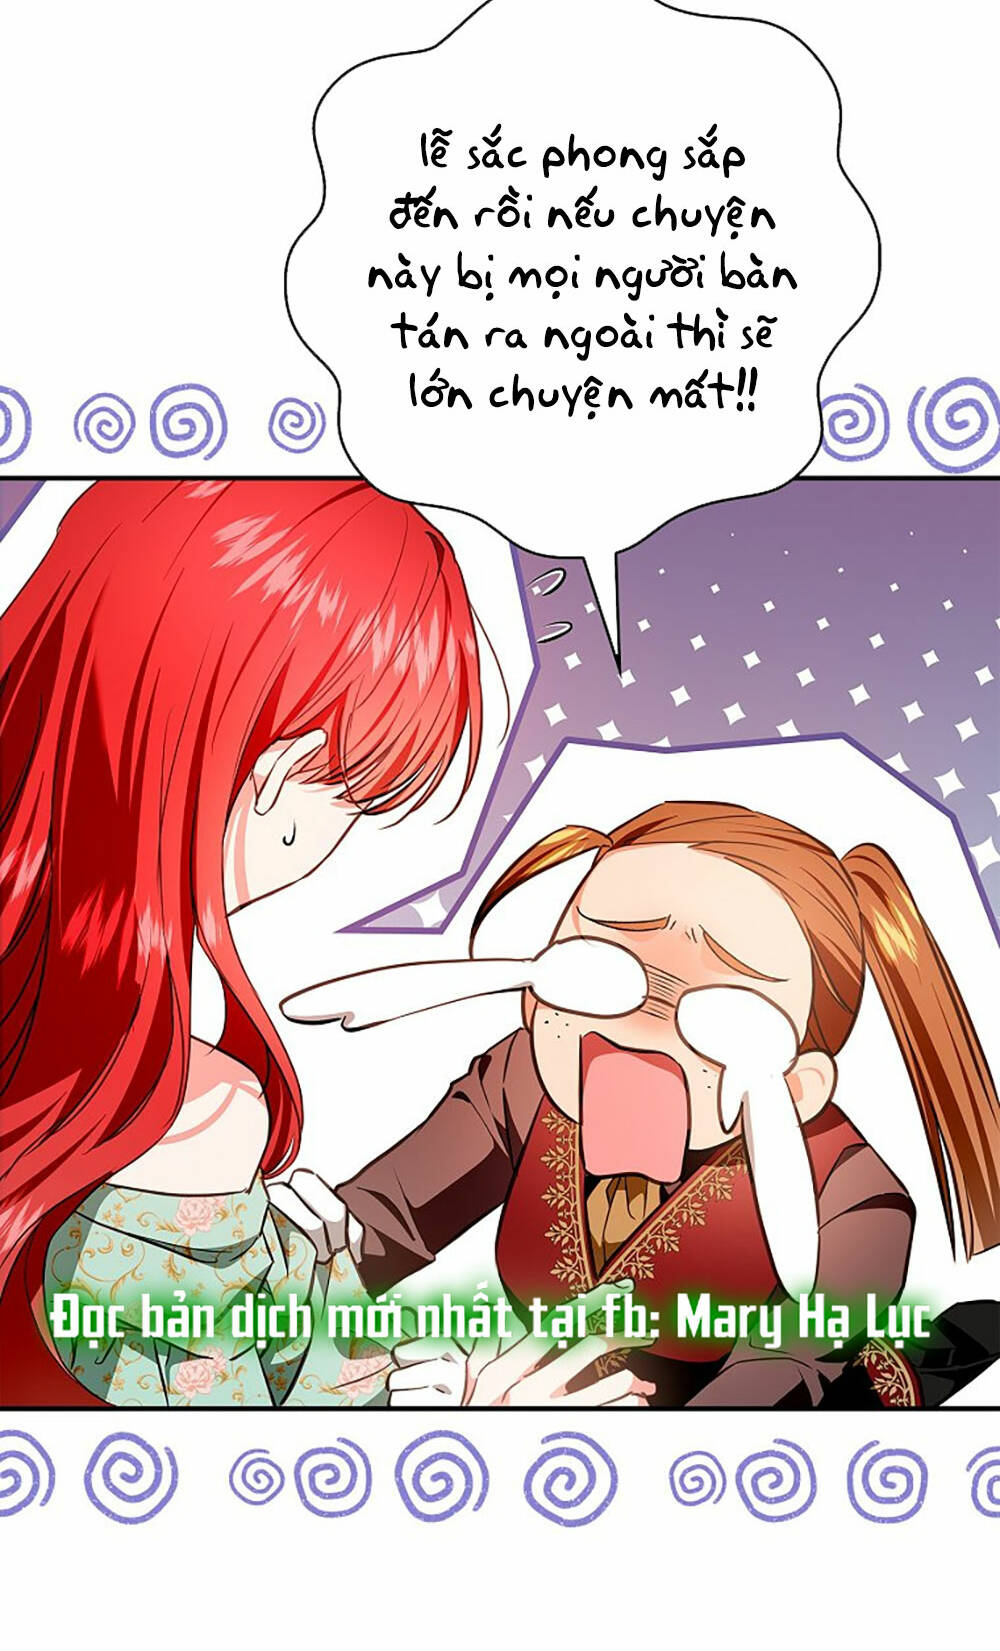 lễ sắc phong sắp
đến rồi nếu chuyện
này bị mọi người bàn
tán ra ngoài thì sẽ
lớn chuyện mất!!
Đọc bản dịch mới nhất tại fb: Mary Hạ Lục